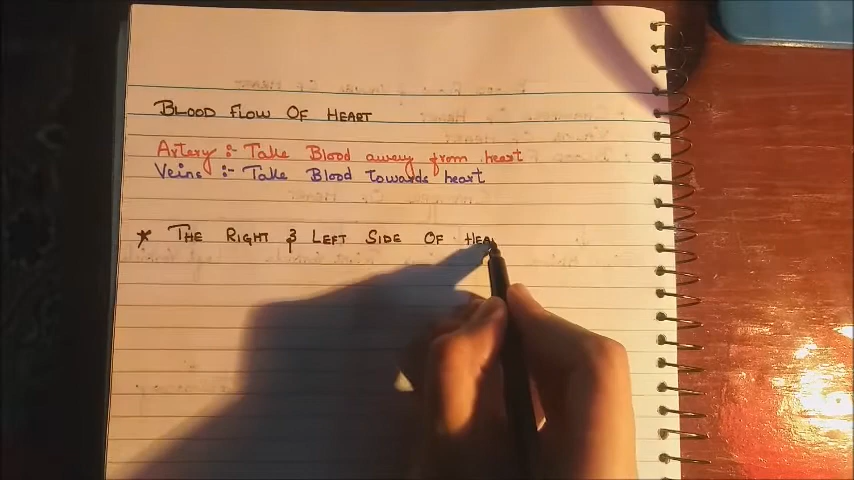 BLOOD FLOW OF HEART
Artery :- Take Blood away from heart
Veins :- Take Blood Towards heart
* THE RIGHT & LEFT SIDE OF HEA